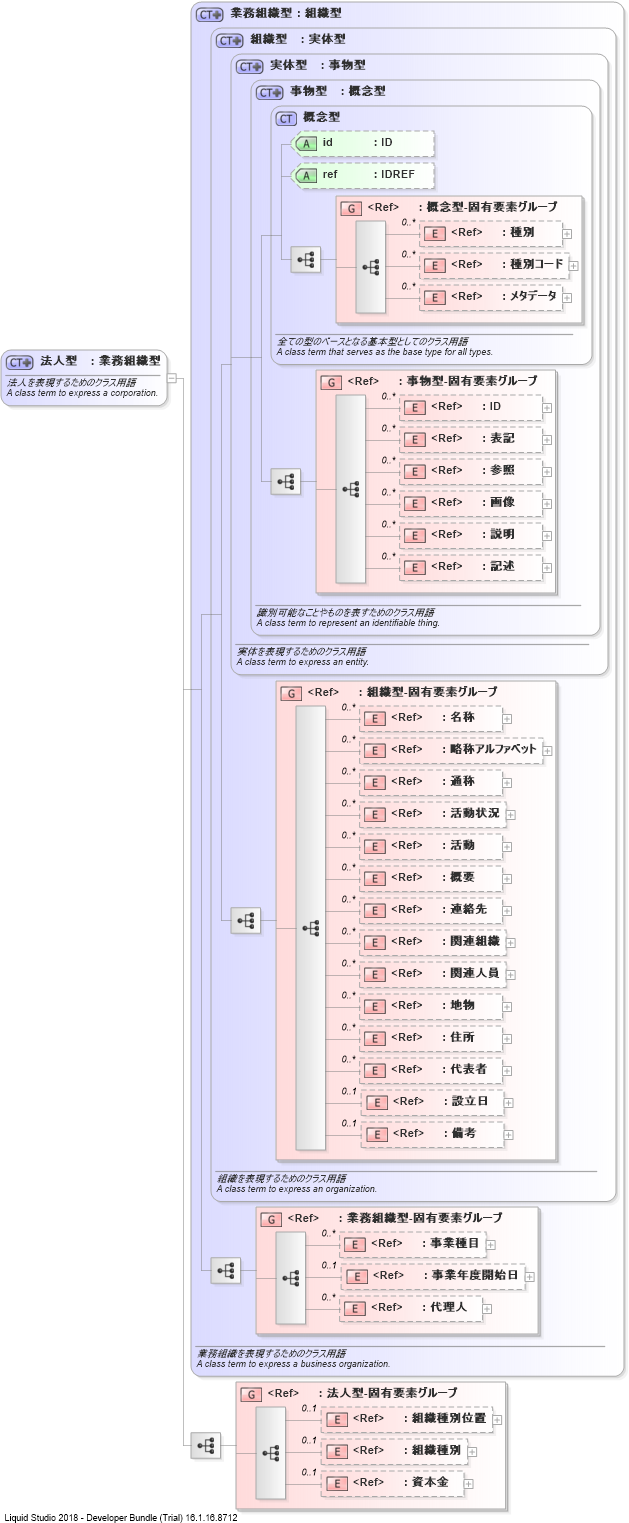 CT 業務組織型 : 組織型
CT 組織型 : 実体型
CT 実体型 : 事物型
CT 事物型 : 概念型
CT 概念型
A id : ID
A ref : IDREF
G <Ref> : 概念型-固有要素グループ
0..*
E <Ref> : 種別
0..*
E <Ref> : 種別コード
0..*
E <Ref> : メタデータ
全ての型のベースとなる基本型としてのクラス用語
A class term that serves as the base type for all types.
CT 法人型 : 業務組織型
法人を表現するためのクラス用語
A class term to express a corporation.
G <Ref> : 事物型-固有要素グループ
0..*
E <Ref> : ID
0..*
E <Ref> : 表記
0..*
E <Ref> : 参照
0..*
E <Ref> : 画像
0..*
E <Ref> : 説明
0..*
E <Ref> : 記述
識別可能なことやものを表すためのクラス用語
A class term to represent an identifiable thing.
実体を表現するためのクラス用語
A class term to express an entity.
G <Ref> : 組織型-固有要素グループ
0..*
E <Ref> : 名称
0..*
E <Ref> : 略称アルファベット
0..*
E <Ref> : 通称
0..*
E <Ref> : 活動状況
0..*
E <Ref> : 活動
0..*
E <Ref> : 概要
0..*
E <Ref> : 連絡先
0..*
E <Ref> : 関連組織
0..*
E <Ref> : 関連人員
0..*
E <Ref> : 地物
0..*
E <Ref> : 住所
0..*
E <Ref> : 代表者
0..1
E <Ref> : 設立日
0..1
E <Ref> : 備考
組織を表現するためのクラス用語
A class term to express an organization.
G <Ref> : 業務組織型-固有要素グループ
0..*
E <Ref> : 事業種目
0..1
E <Ref> : 事業年度開始日
0..*
E <Ref> : 代理人
業務組織を表現するためのクラス用語
A class term to express a business organization.
G <Ref> : 法人型-固有要素グループ
0..1
E <Ref> : 組織種別位置
0..1
E <Ref> : 組織種別
0..1
E <Ref> : 資本金
Liquid Studio 2018 - Developer Bundle (Trial) 16.1.16.8712